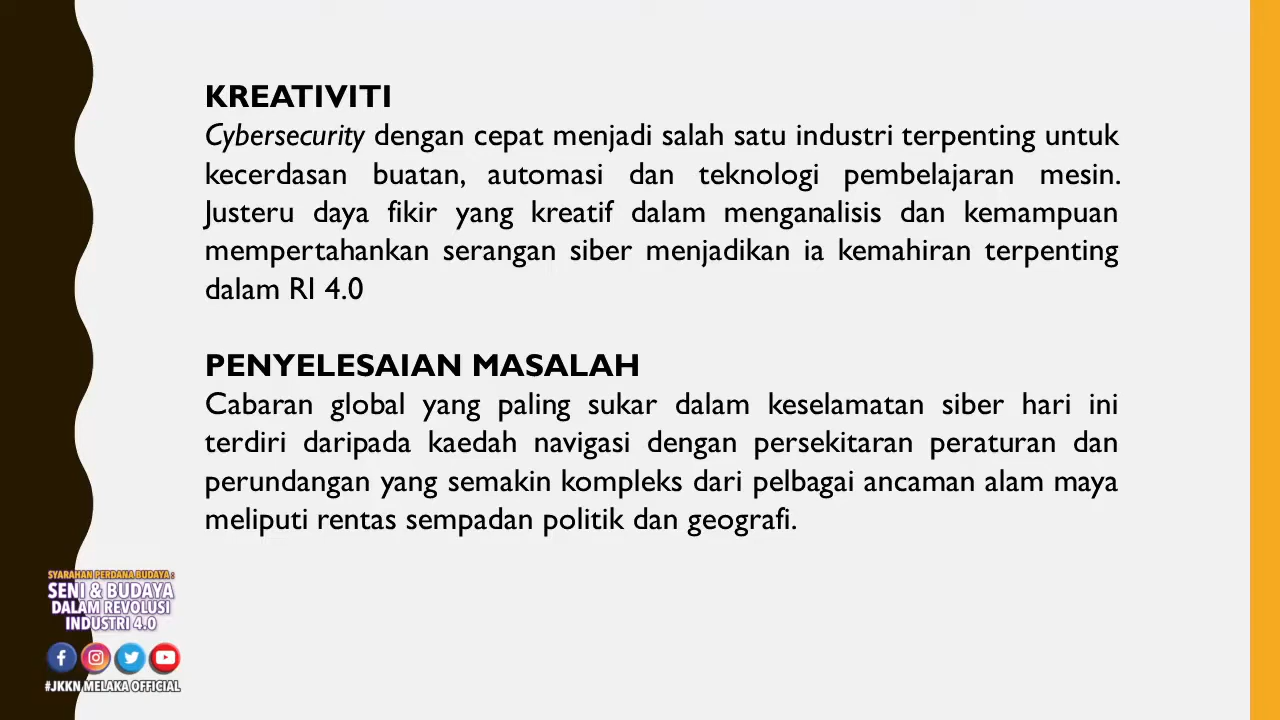 KREATIVITI
Cybersecurity dengan cepat menjadi salah satu industri terpenting untuk
kecerdasan buatan, automasi dan teknologi pembelajaran mesin.
Justeru daya fikir yang kreatif dalam menganalisis dan kemampuan
mempertahankan serangan siber menjadikan ia kemahiran terpenting
dalam RI 4.0
PENYELESAIAN MASALAH
Cabaran global yang paling sukar dalam keselamatan siber hari ini
terdiri daripada kaedah navigasi dengan persekitaran peraturan dan
perundangan yang semakin kompleks dari pelbagai ancaman alam maya
meliputi rentas sempadan politik dan geografi.
SYARAHAN PERDANA BUDAYA :
SENI & BUDAYA
DALAM REVOLUSI
INDUSTRI 4.0
#JKKN MELAKA OFFICIAL